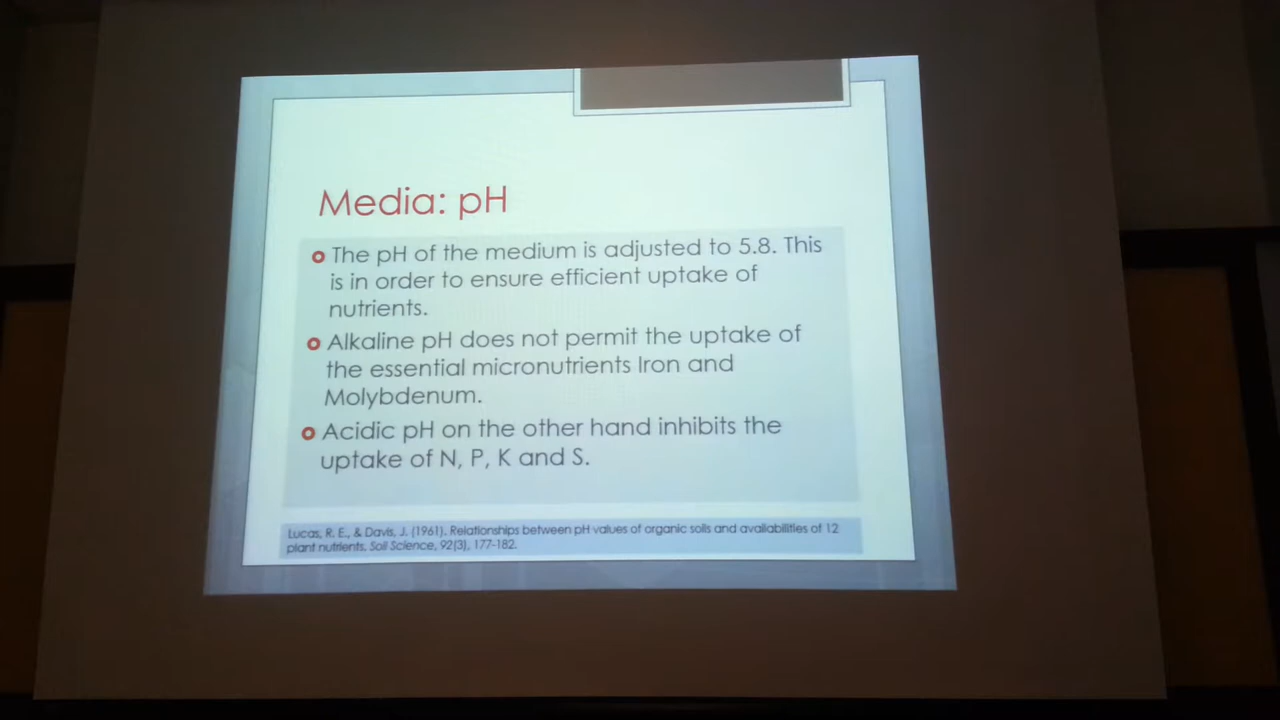 Media: pH
The pH of the medium is adjusted to 5.8. This
is in order to ensure efficient uptake of
nutrients.
Alkaline pH does not permit the uptake of
the essential micronutrients Iron and
Molybdenum.
Acidic pH on the other hand inhibits the
uptake of N, P, K and S.
Lucas, R. E., & Davis, J. (1961). Relationships between pH values of organic soils and availabilities of 12
plant nutrients. Soil Science, 92(3), 177-182.